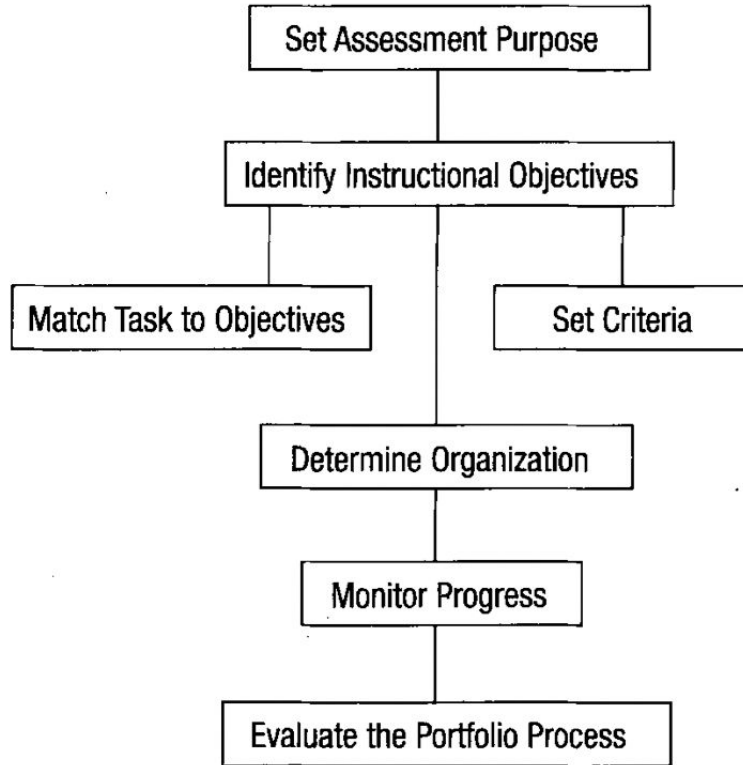 Set Assessment Purpose
Identify Instructional Objectives
Match Task to Objectives
Set Criteria
Determine Organization
Monitor Progress
Evaluate the Portfolio Process